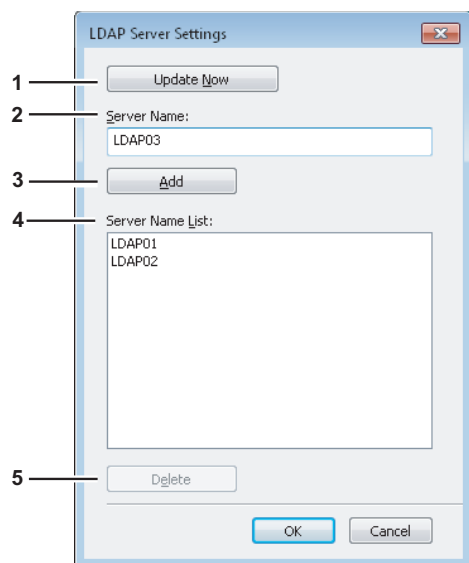 LDAP Server Settings
1 Update Now
2 Server Name:
LDAP03
3 Add
4 Server Name List:
LDAP01
LDAP02
5 Delete
OK Cancel